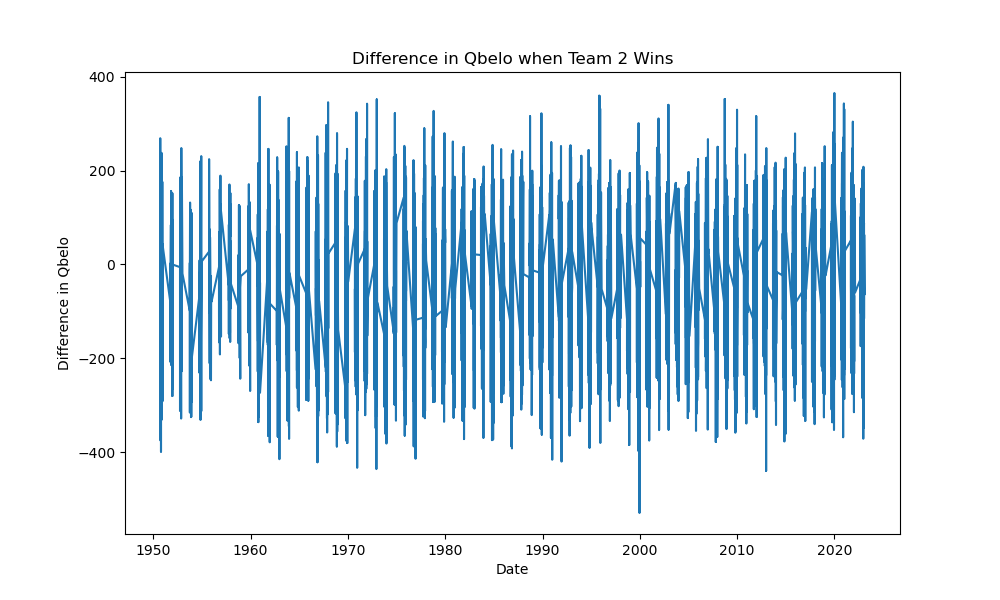 Difference in Qbelo when Team 2 Wins
400
200
0
−200
−400
Difference in Qbelo
1950 1960 1970 1980 1990 2000 2010 2020
Date